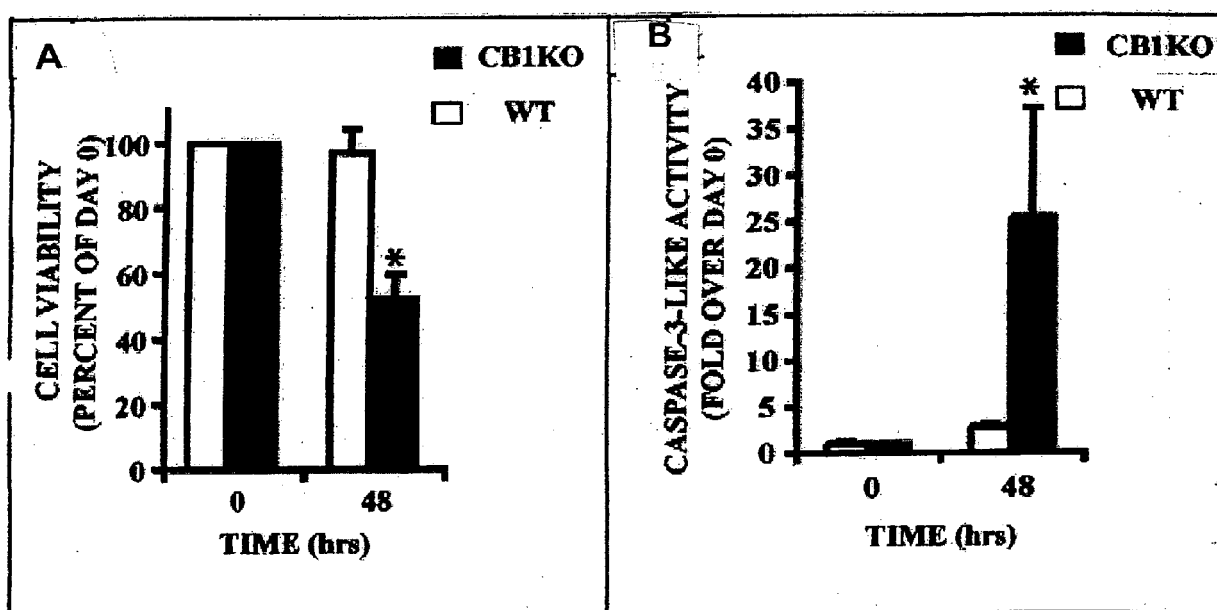 A
CB1KO
WT
CELL VIABILITY
(PERCENT OF DAY 0)
100
80
60
40
20
0
*
0
48
TIME (hrs)
B
CB1KO
WT
CASPASE-3-LIKE ACTIVITY
(FOLD OVER DAY 0)
40
35
30
25
20
15
10
5
0
*
0
48
TIME (hrs)